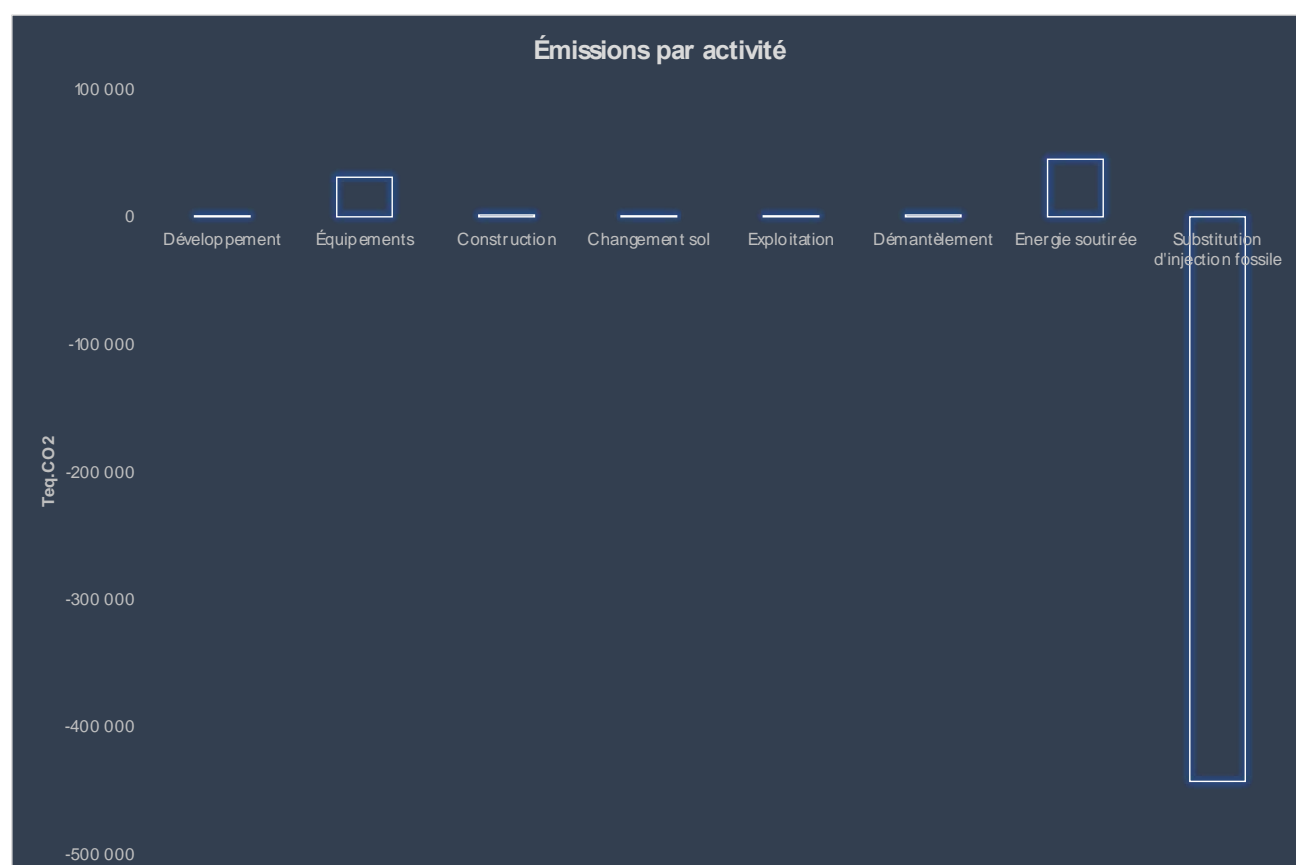 Émissions par activité
100 000
0
Développement
Équipements
Construction
Changement sol
Exploitation
Démantèlement
Energie soutirée
Substitution
d'injection fossile
-100 000
Teq.CO2
-200 000
-300 000
-400 000
-500 000